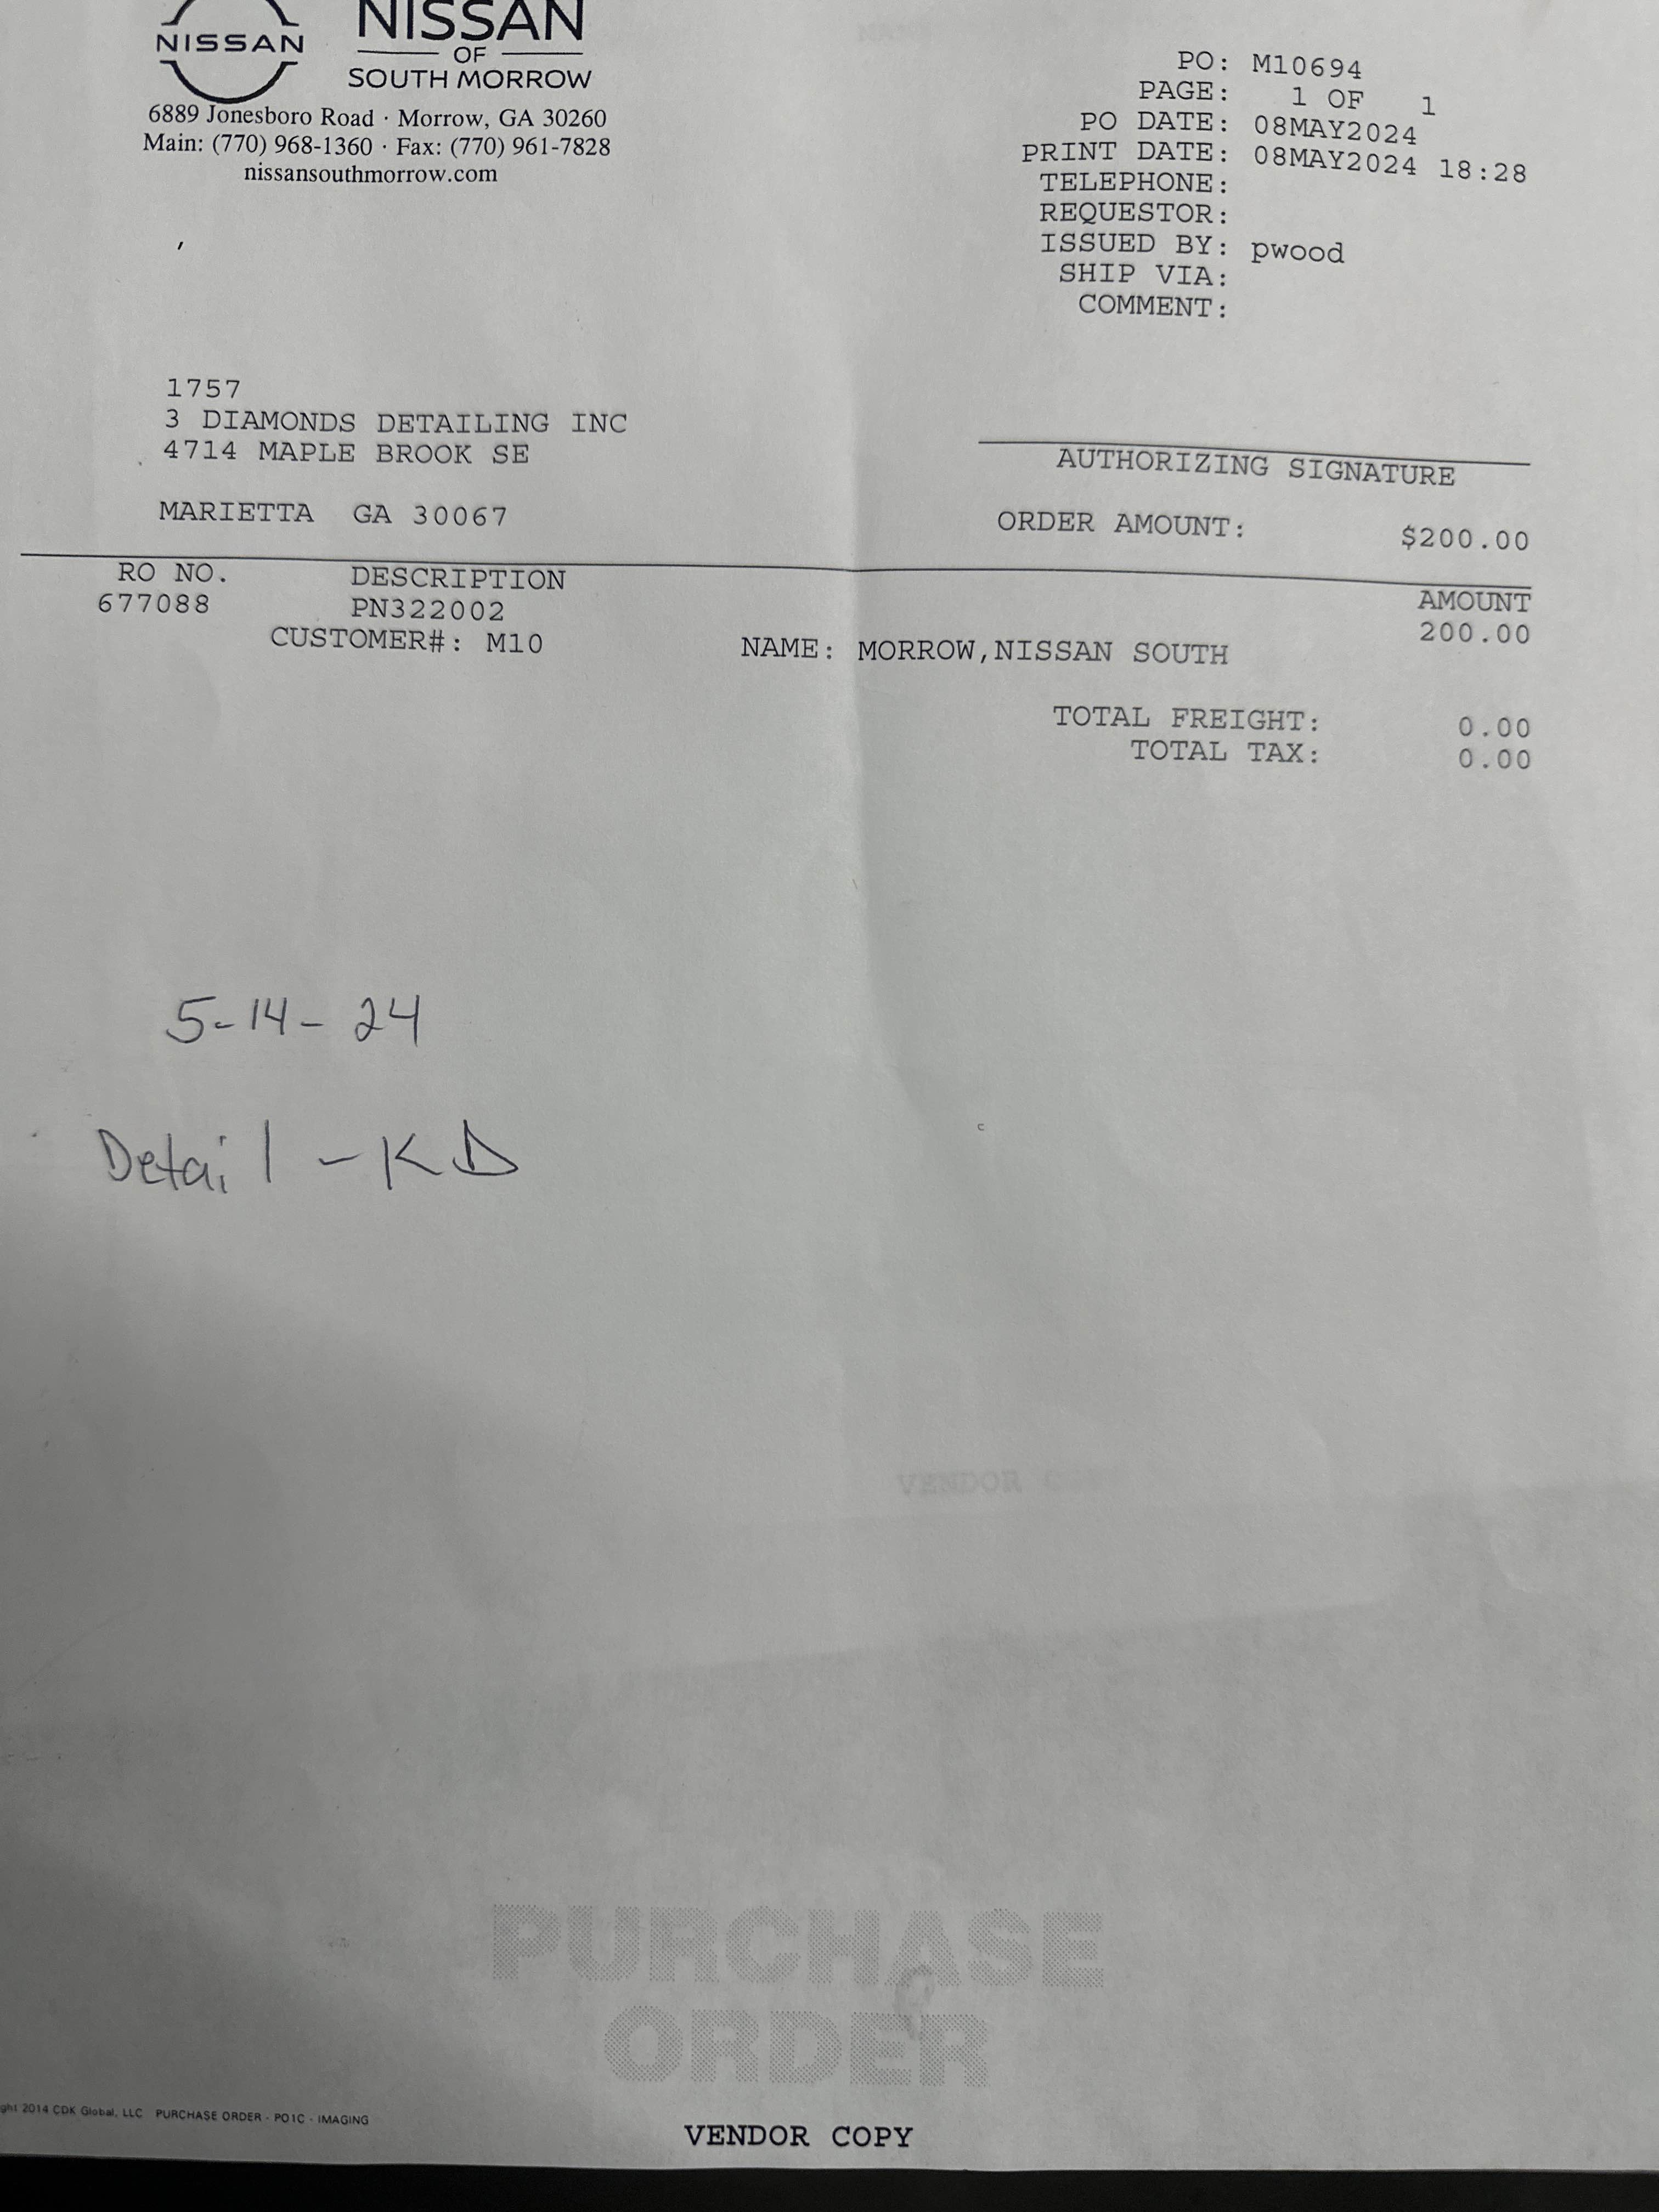 NISSAN
NISSAN
OF
SOUTH MORROW
6889 Jonesboro Road · Morrow, GA 30260
Main: (770) 968-1360 · Fax: (770) 961-7828
nissansouthmorrow.com
PO: M10694
PAGE: 1 OF 1
PO DATE: 08MAY2024
PRINT DATE: 08MAY2024 18:28
TELEPHONE:
REQUESTOR:
ISSUED BY: pwood
SHIP VIA:
COMMENT:
1757
3 DIAMONDS DETAILING INC
4714 MAPLE BROOK SE
MARIETTA GA 30067
AUTHORIZING SIGNATURE
ORDER AMOUNT: $200.00
RO NO. DESCRIPTION AMOUNT
677088 PN322002 200.00
CUSTOMER#: M10 NAME: MORROW,NISSAN SOUTH
TOTAL FREIGHT: 0.00
TOTAL TAX: 0.00
5-14-24
Detail - KD
VENDOR
PURCHASE
ORDER
2014 CDK Global, LLC PURCHASE ORDER - PO1C - IMAGING
VENDOR COPY